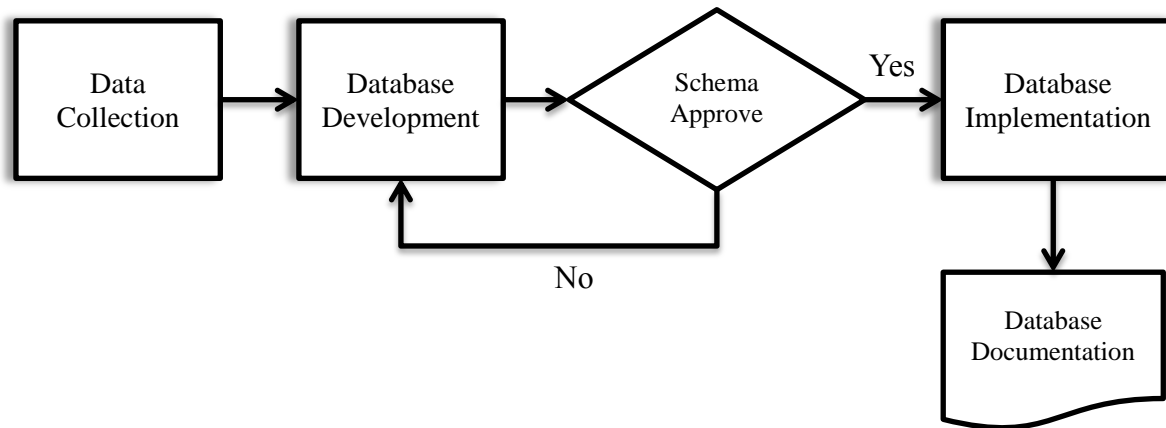 Data
Collection
Database
Development
Schema
Approve
Yes
Database
Implementation
No
Database
Documentation